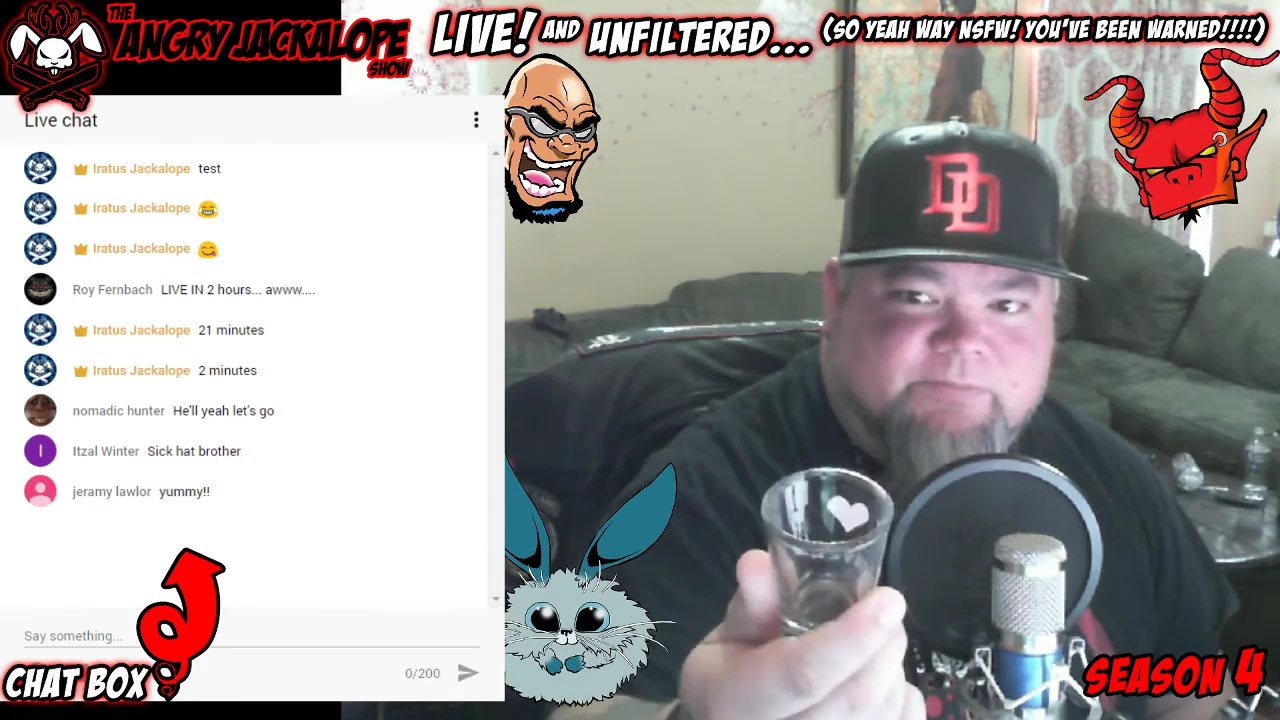 THE
ANGRY JACKALOPE
SHOW
LIVE! AND UNFILTERED... (SO YEAH WAY NSFW! YOU'VE BEEN WARNED!!!!)
Live chat
Iratus Jackalope test
Iratus Jackalope 😂
Iratus Jackalope 😋
Roy Fernbach LIVE IN 2 hours... awww....
Iratus Jackalope 21 minutes
Iratus Jackalope 2 minutes
nomadic hunter He'll yeah let's go
I Itzal Winter Sick hat brother
jeramy lawlor yummy!!
Say something...
0/200
CHAT BOX
DD
SEASON 4